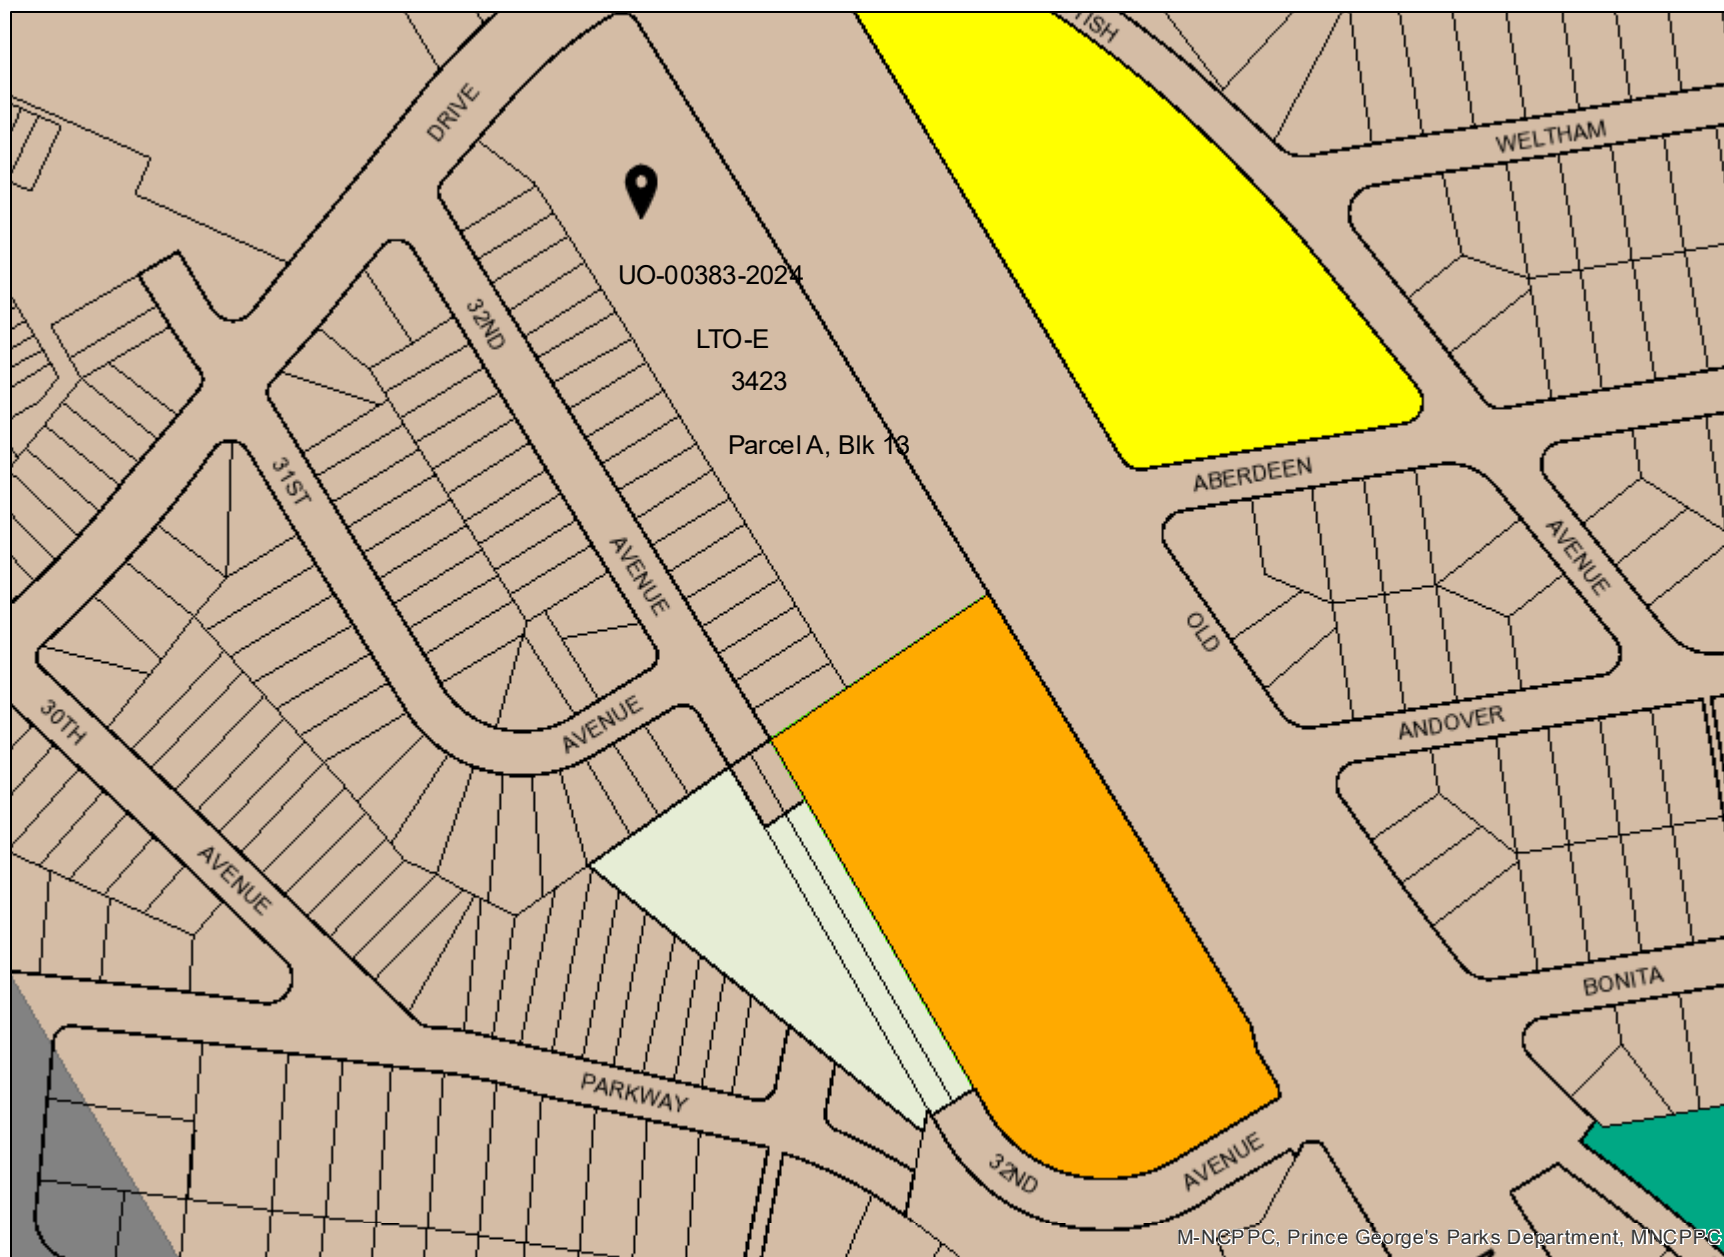 TISH
DRIVE
WELTHAM
UO-00383-2024
32ND
LTO-E
3423
Parcel A, Blk 13
31ST
ABERDEEN
AVENUE
AVENUE
OLD
30TH
AVENUE
ANDOVER
AVENUE
BONITA
PARKWAY
32ND
AVENUE
M-NCPPC, Prince George's Parks Department, MNCPPC